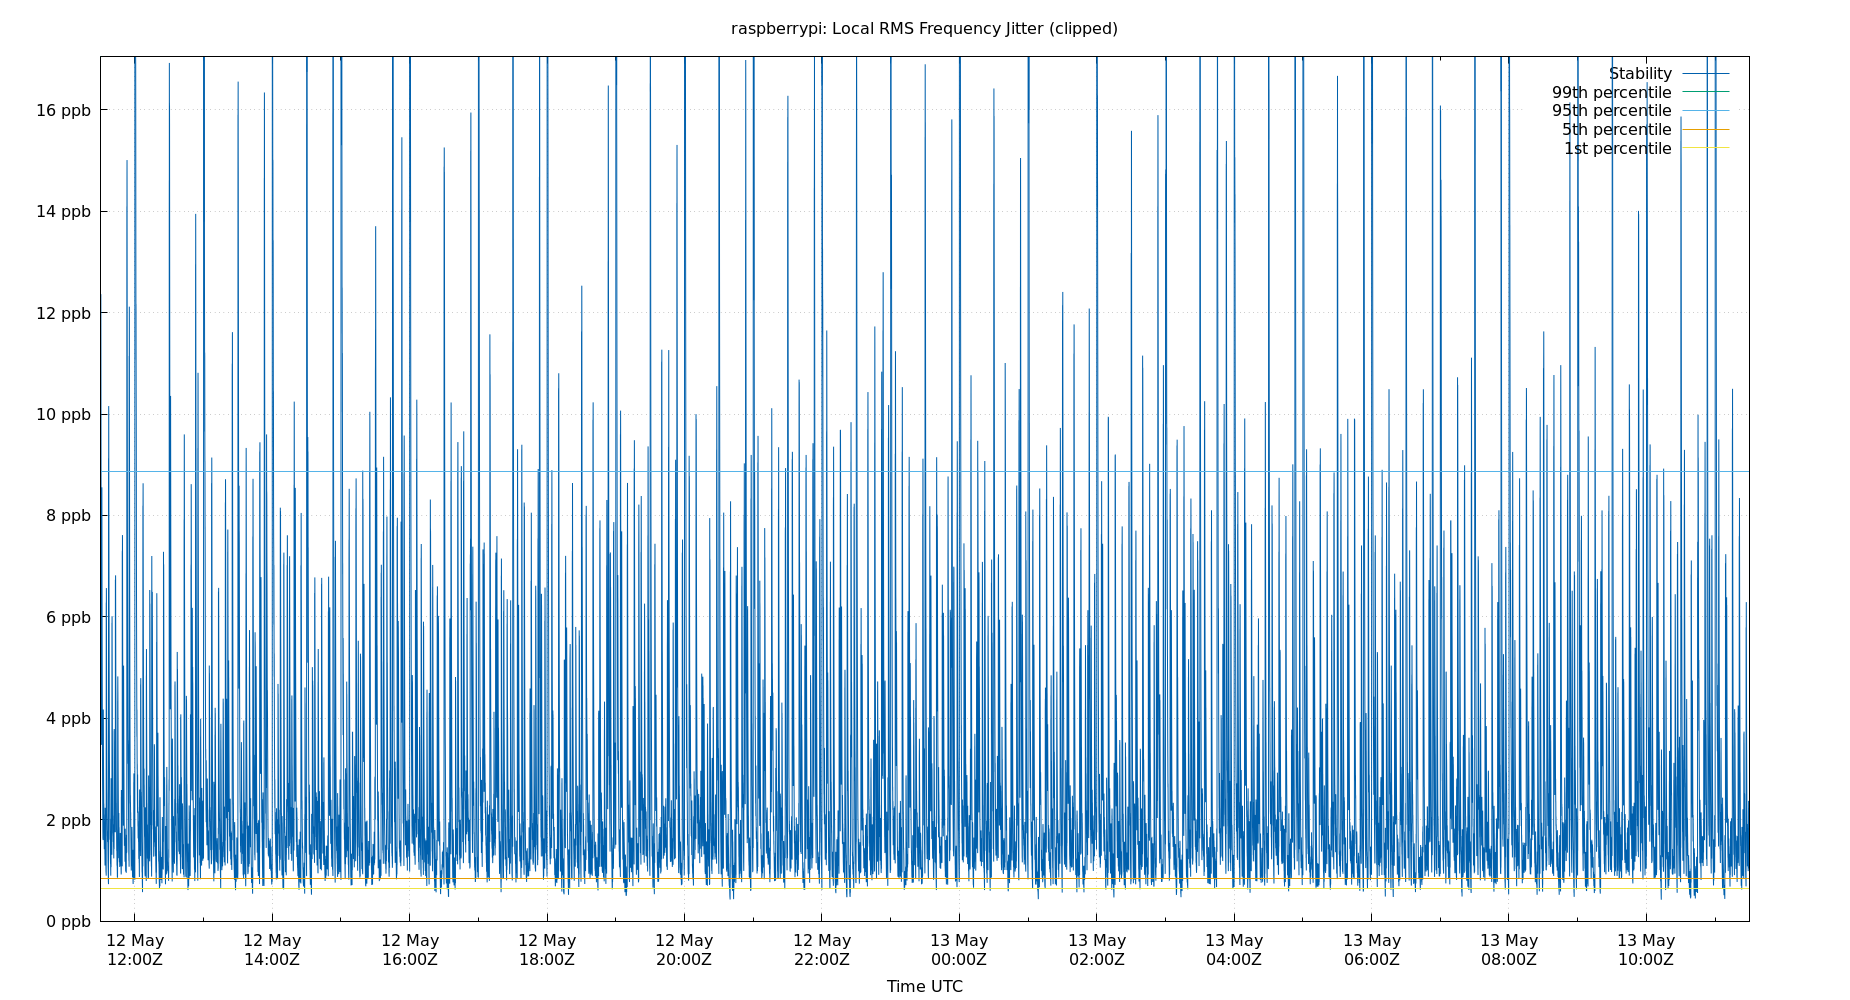 raspberrypi: Local RMS Frequency Jitter (clipped)
Stability
99th percentile
95th percentile
5th percentile
1st percentile
16 ppb
14 ppb
12 ppb
10 ppb
8 ppb
6 ppb
4 ppb
2 ppb
0 ppb
12 May 12 May 12 May 12 May 12 May 12 May 13 May 13 May 13 May 13 May 13 May 13 May
12:00Z 14:00Z 16:00Z 18:00Z 20:00Z 22:00Z 00:00Z 02:00Z 04:00Z 06:00Z 08:00Z 10:00Z
Time UTC